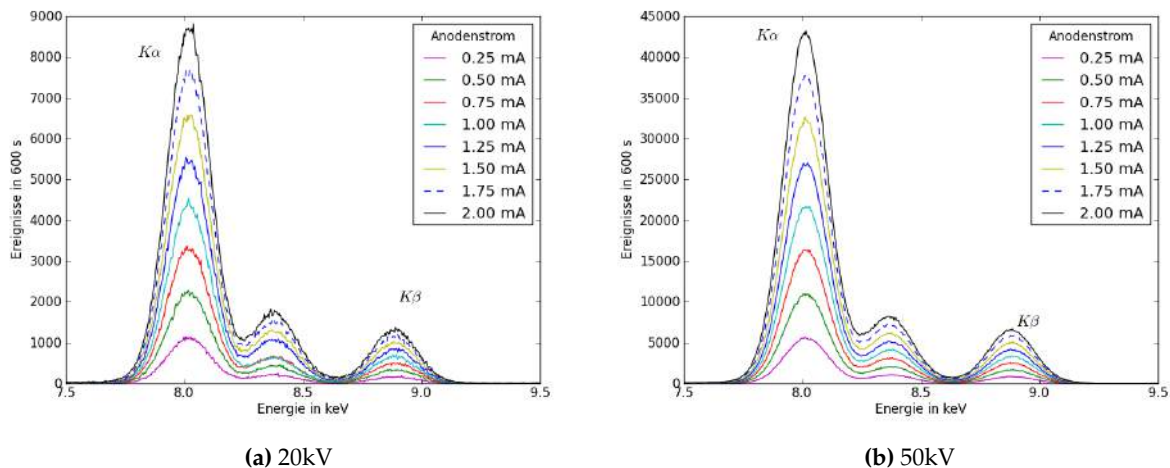 9000
8000
7000
6000
5000
4000
3000
2000
1000
0
Ereignisse in 600 s
Kα
Kβ
Anodenstrom
0.25 mA
0.50 mA
0.75 mA
1.00 mA
1.25 mA
1.50 mA
1.75 mA
2.00 mA
7.5 8.0 8.5 9.0 9.5
Energie in keV
(a) 20kV
45000
40000
35000
30000
25000
20000
15000
10000
5000
0
Ereignisse in 600 s
Kα
Kβ
Anodenstrom
0.25 mA
0.50 mA
0.75 mA
1.00 mA
1.25 mA
1.50 mA
1.75 mA
2.00 mA
7.5 8.0 8.5 9.0 9.5
Energie in keV
(b) 50kV